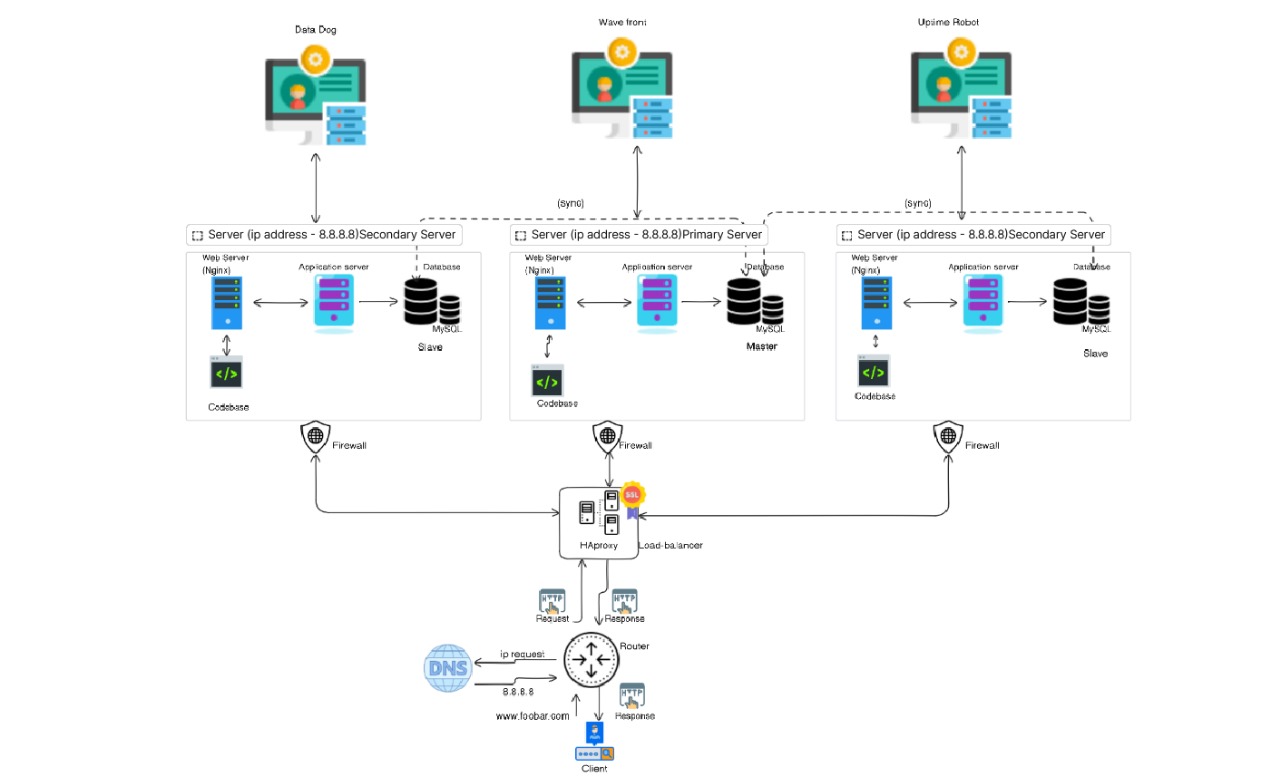 Data Dog
Wave front
Uptime Robot
(sync)
(sync)
Server (ip address - 8.8.8.8)Secondary Server
Server (ip address - 8.8.8.8)Primary Server
Server (ip address - 8.8.8.8)Secondary Server
Web Server
(Nginx)
Application server
Database
MySQL
Slave
</>
Codebase
Web Server
(Nginx)
Application server
Database
MySQL
Master
</>
Codebase
Web Server
(Nginx)
Application server
Database
MySQL
Slave
</>
Codebase
Firewall
Firewall
Firewall
SSL
HAproxy
Load-balancer
HTTP
Request
HTTP
Response
Router
DNS
ip request
8.8.8.8
www.foobar.com
HTTP
Response
Client